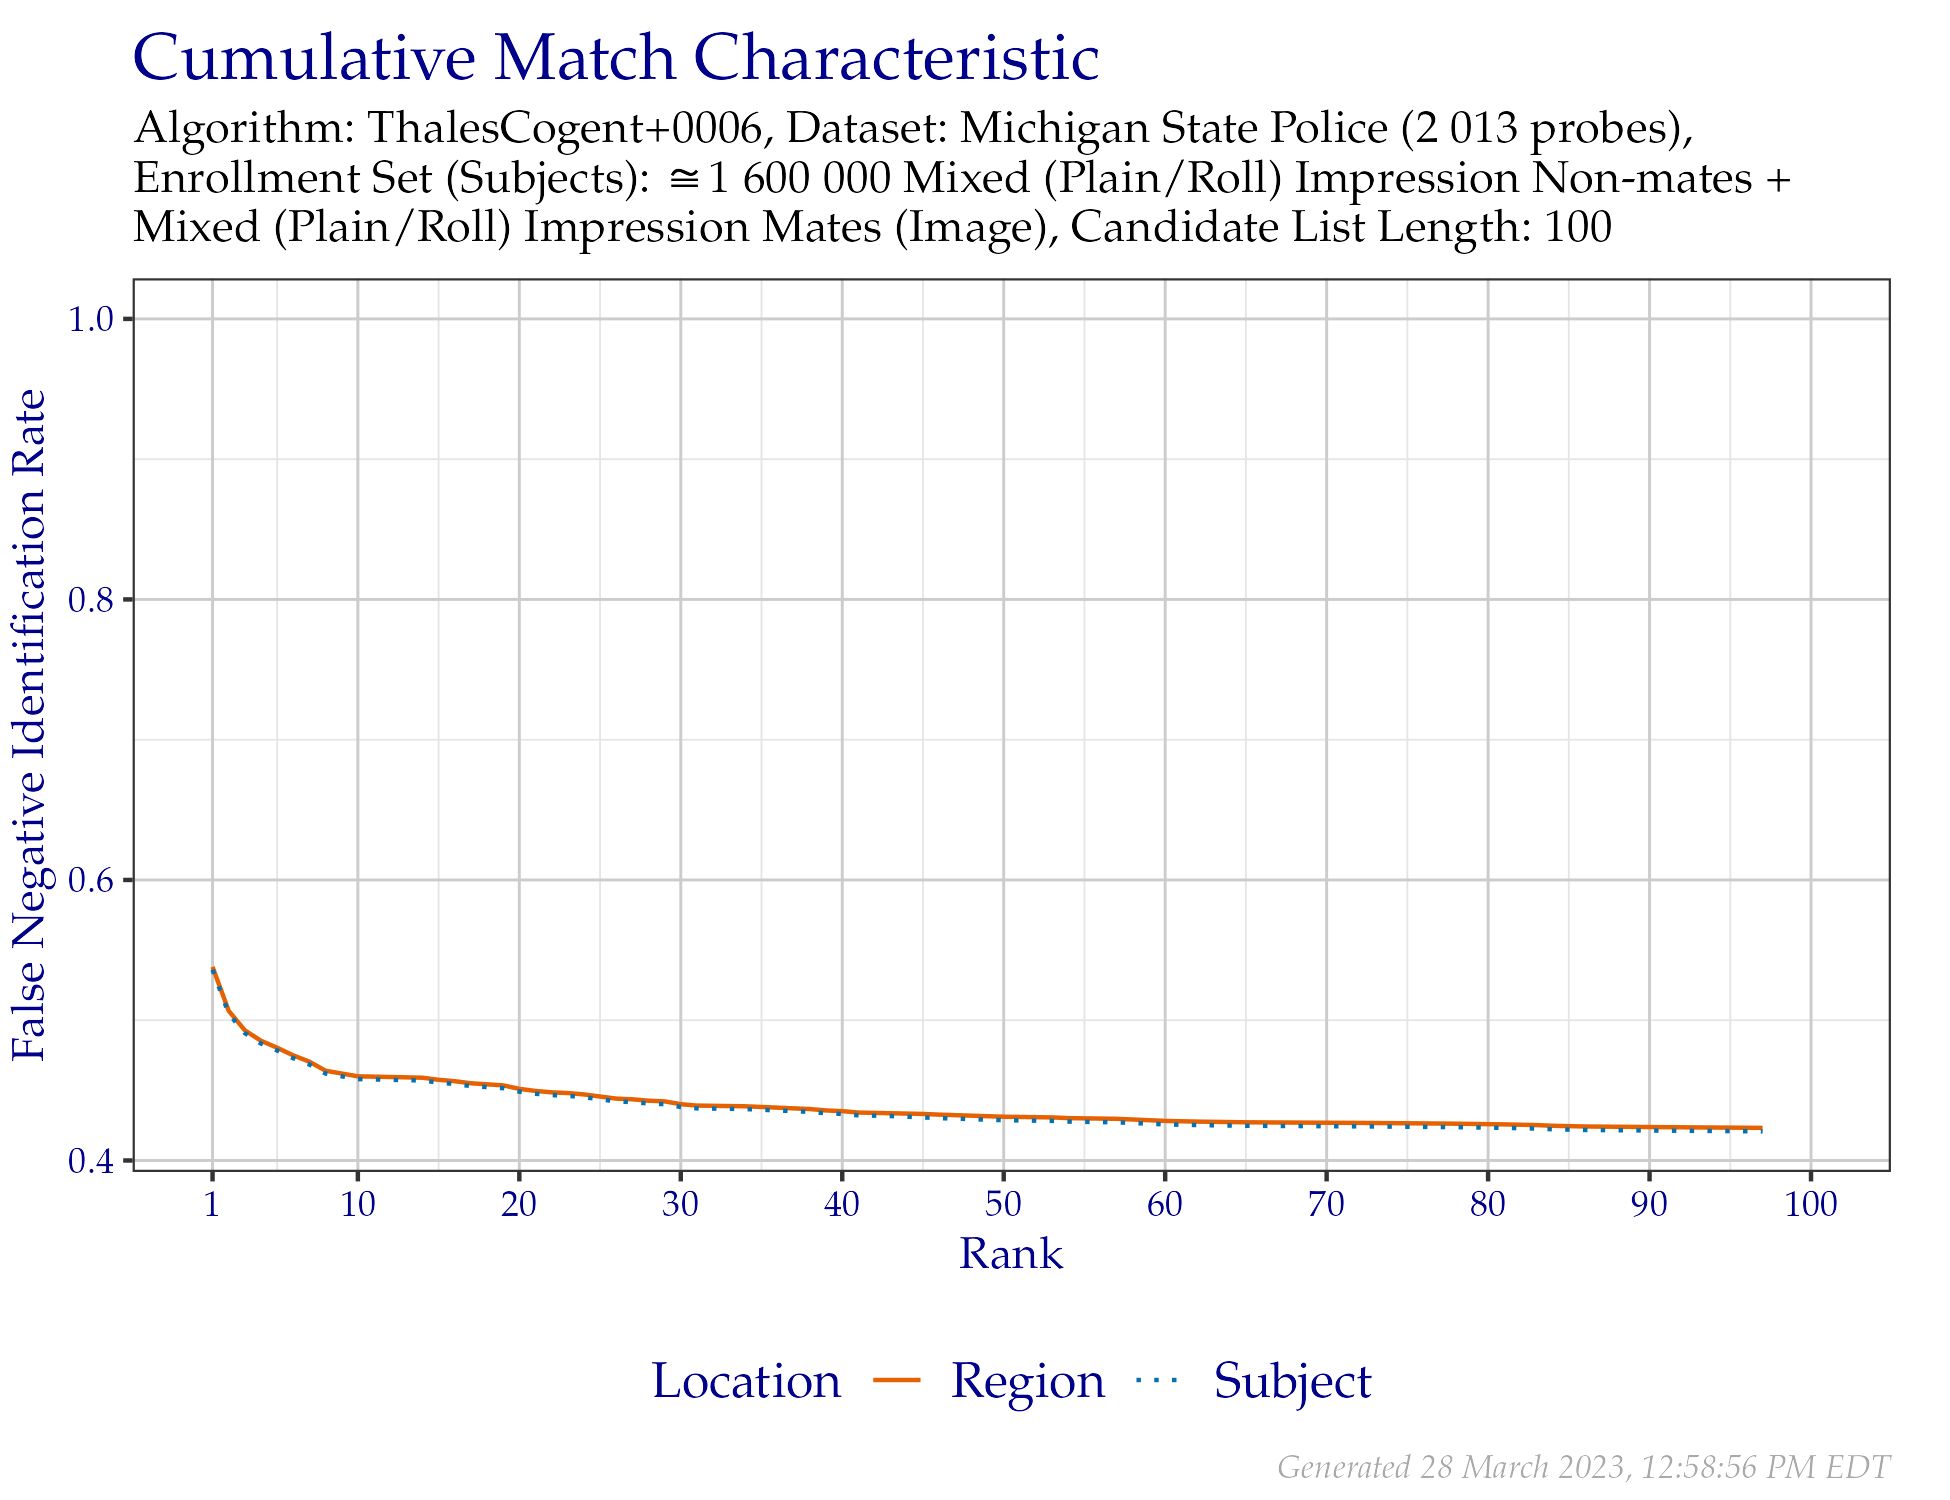 Cumulative Match Characteristic
Algorithm: ThalesCogent+0006, Dataset: Michigan State Police (2 013 probes),
Enrollment Set (Subjects): ≅ 1 600 000 Mixed (Plain/Roll) Impression Non-mates +
Mixed (Plain/Roll) Impression Mates (Image), Candidate List Length: 100
False Negative Identification Rate
1.0
0.8
0.6
0.4
1 10 20 30 40 50 60 70 80 90 100
Rank
Location Region Subject
Generated 28 March 2023, 12:58:56 PM EDT